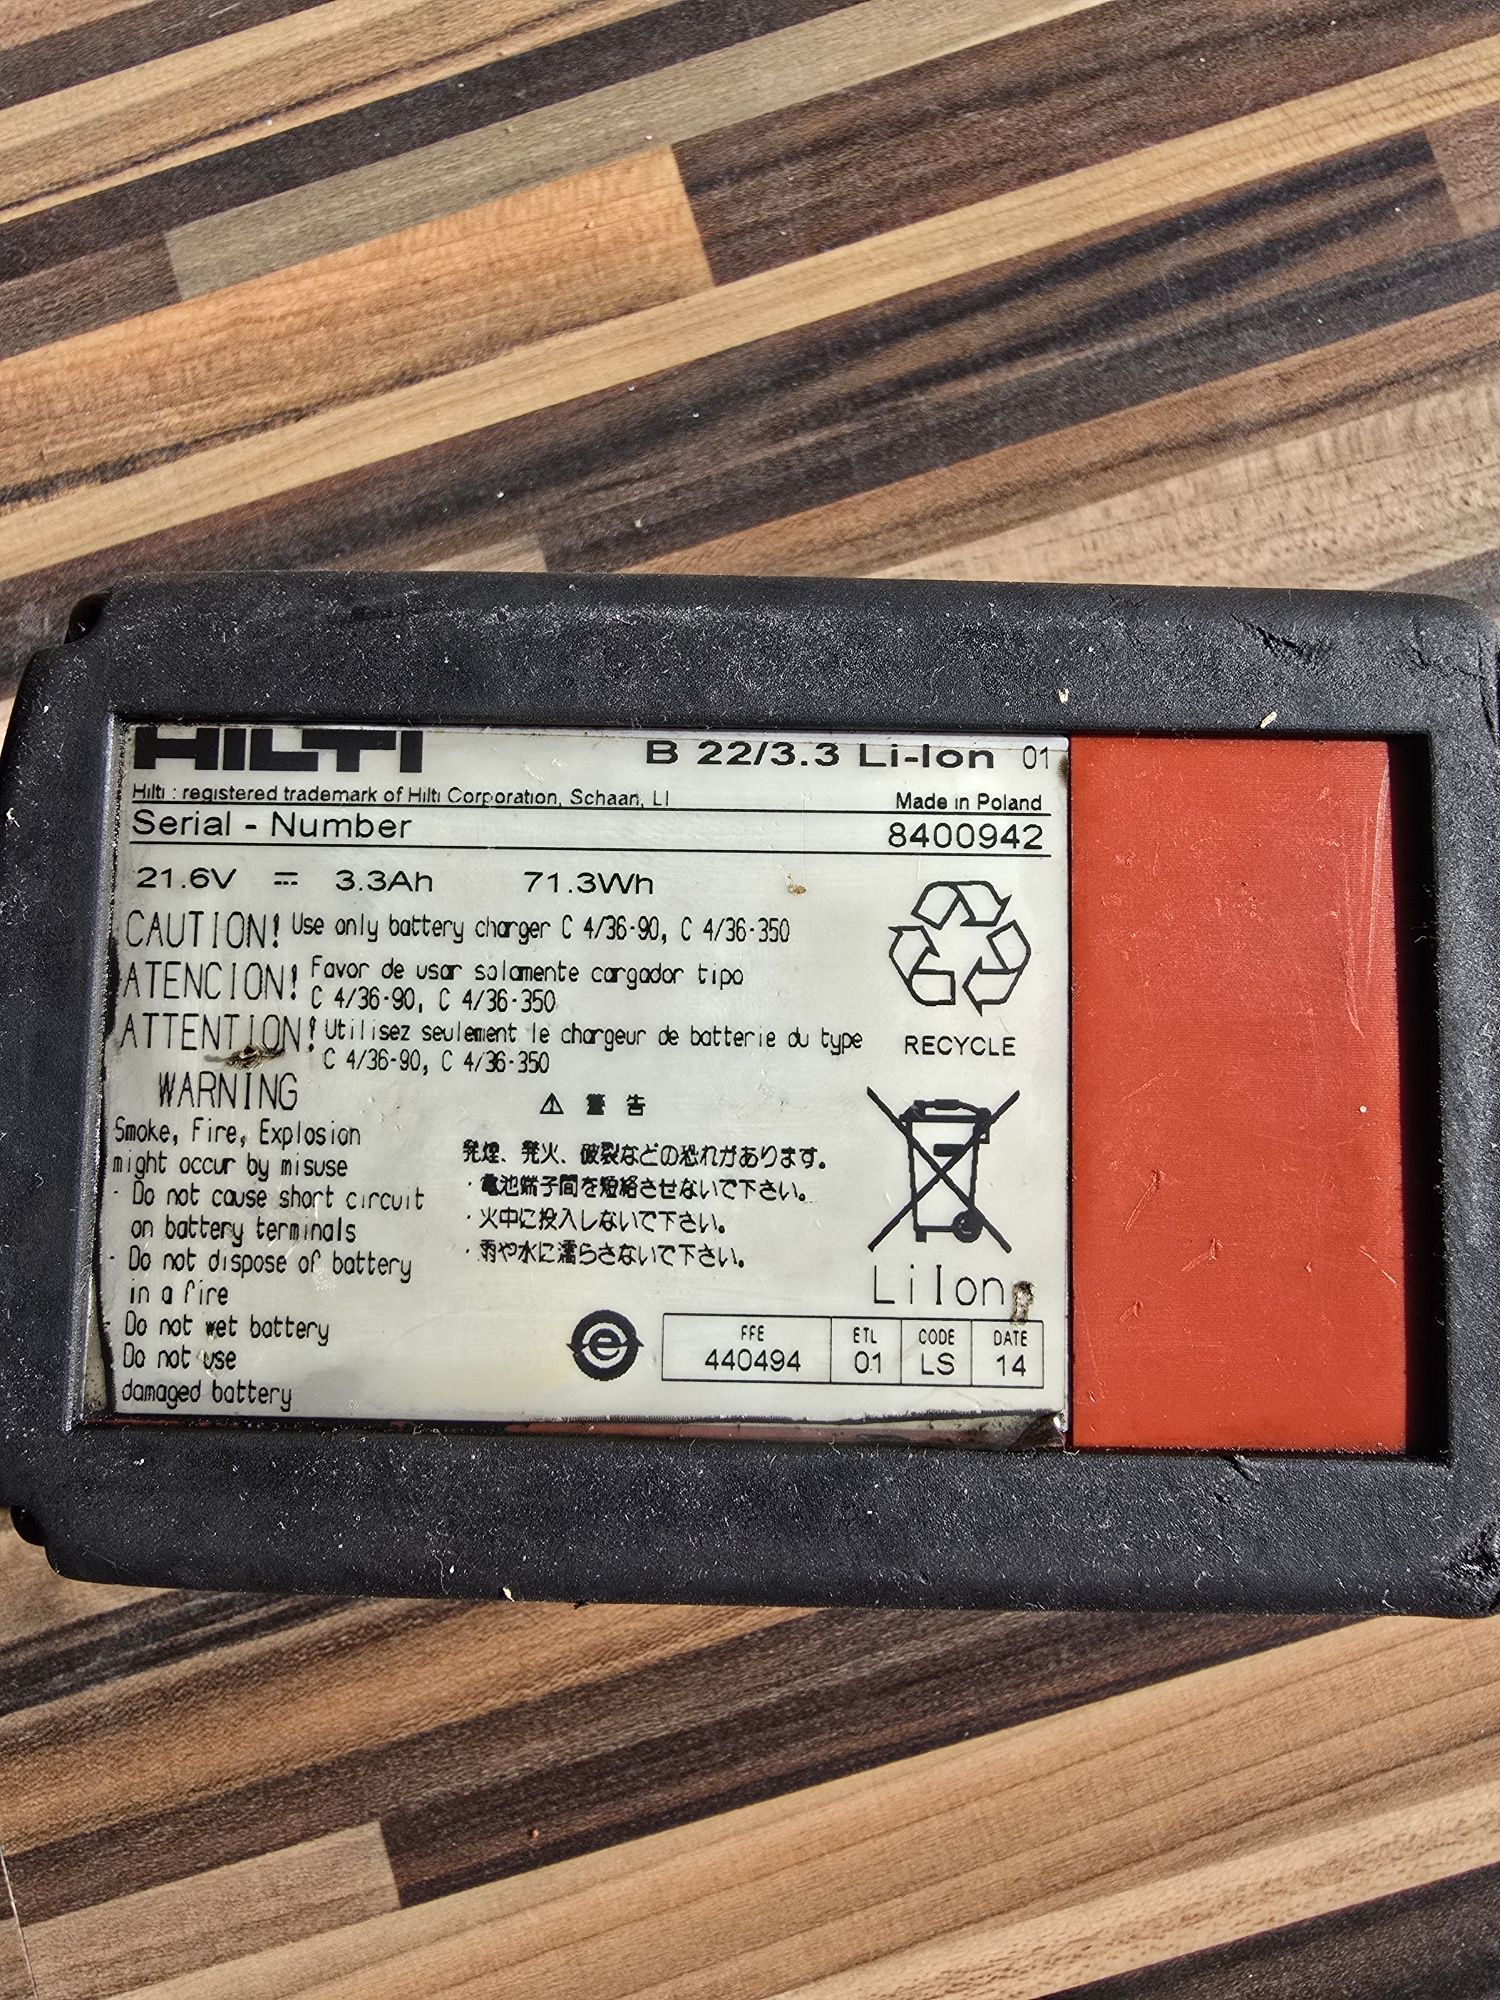 HILTI B 22/3.3 Li-Ion 01
Hilti : registered trademark of Hilti Corporation, Schaan, LI Made in Poland
Serial - Number 8400942
21.6V ⎓ 3.3Ah 71.3Wh
CAUTION! Use only battery charger C 4/36-90, C 4/36-350
ATENCION! Favor de usar solamente cargador tipo
C 4/36-90, C 4/36-350
ATTENTION! Utilisez seulement le chargeur de batterie du type
C 4/36-90, C 4/36-350
RECYCLE
WARNING
Smoke, Fire, Explosion
might occur by misuse
- Do not cause short circuit
on battery terminals
- Do not dispose of battery
in a fire
Do not wet battery
Do not use
damaged battery
⚠ 警告
発煙、発火、破裂などの恐れがあります。
・電池端子間を短絡させないで下さい。
・火中に投入しないで下さい。
・雨や水に濡らさないで下さい。
Li Ion
e
FFE ETL CODE DATE
440494 01 LS 14